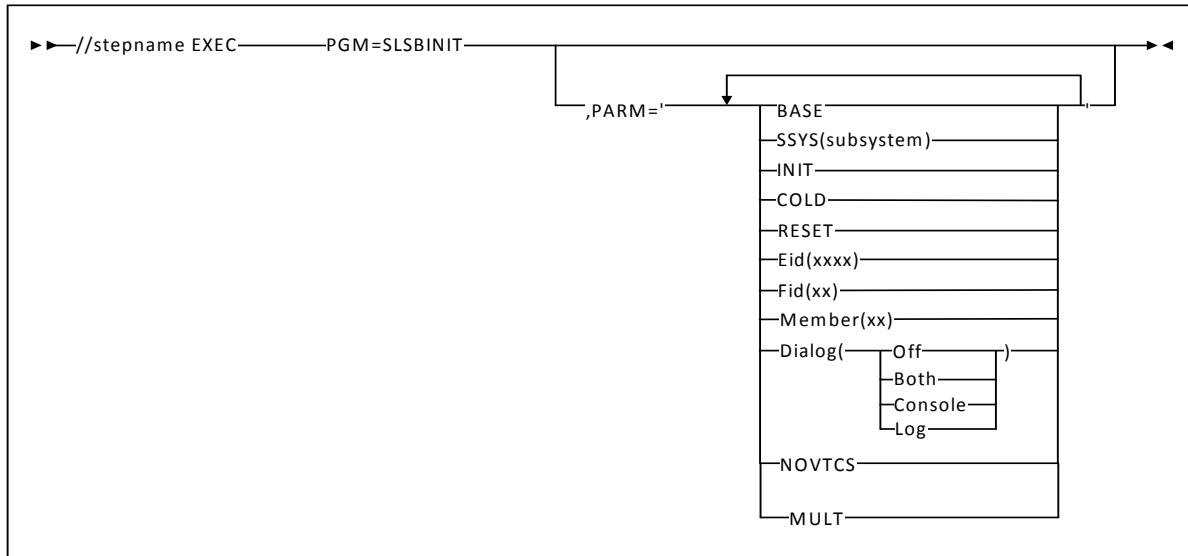 //stepname EXEC PGM=SLSBINIT
,PARM=' BASE '
SSYS(subsystem)
INIT
COLD
RESET
Eid(xxxx)
Fid(xx)
Member(xx)
Dialog( Off )
Both
Console
Log
NOVTCS
MULT